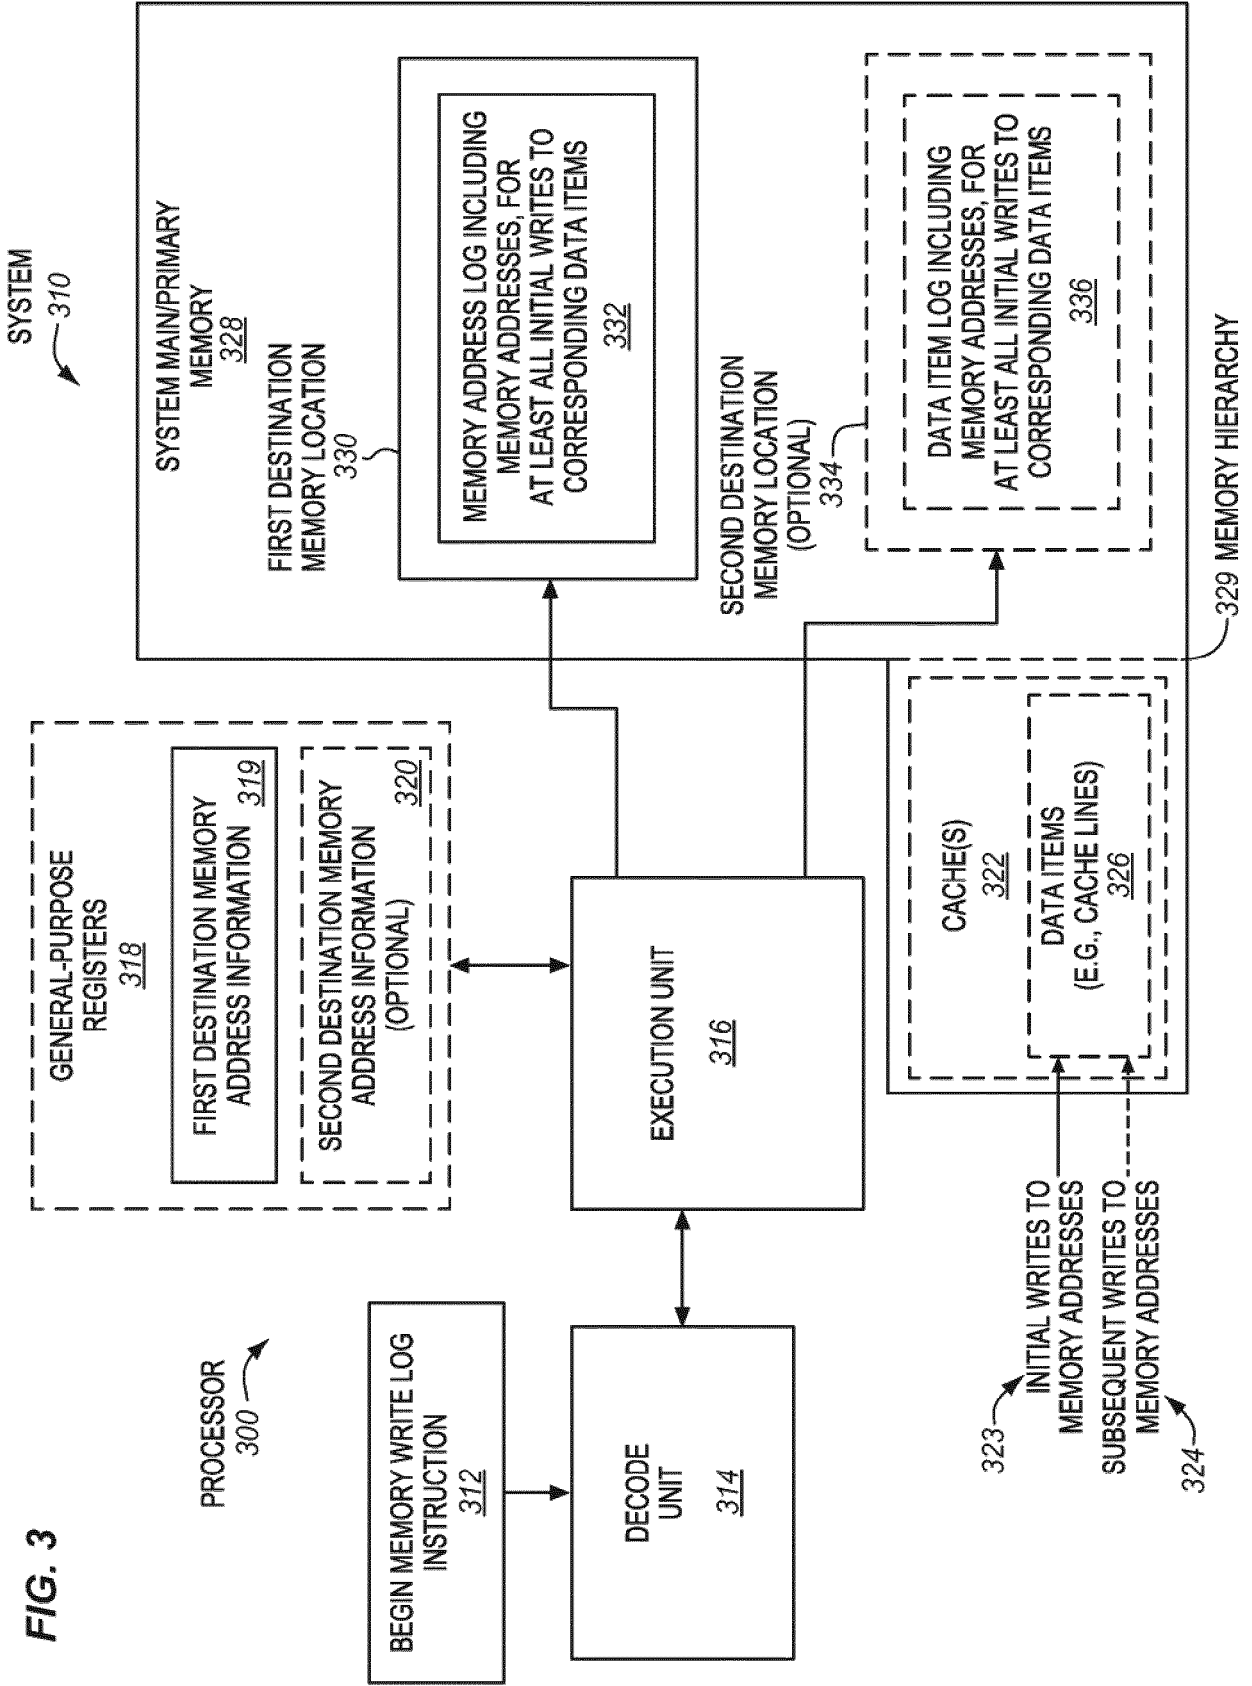 FIG. 3
SYSTEM
310
PROCESSOR
300
BEGIN MEMORY WRITE LOG
INSTRUCTION
312
DECODE
UNIT
314
GENERAL-PURPOSE
REGISTERS
318
FIRST DESTINATION MEMORY
ADDRESS INFORMATION
319
SECOND DESTINATION MEMORY
ADDRESS INFORMATION
(OPTIONAL)
320
EXECUTION UNIT
316
SYSTEM MAIN/PRIMARY
MEMORY
328
FIRST DESTINATION
MEMORY LOCATION
330
MEMORY ADDRESS LOG INCLUDING
MEMORY ADDRESSES, FOR
AT LEAST ALL INITIAL WRITES TO
CORRESPONDING DATA ITEMS
332
SECOND DESTINATION
MEMORY LOCATION
(OPTIONAL)
334
DATA ITEM LOG INCLUDING
MEMORY ADDRESSES, FOR
AT LEAST ALL INITIAL WRITES TO
CORRESPONDING DATA ITEMS
336
CACHE(S)
322
DATA ITEMS
(E.G., CACHE LINES)
326
323
INITIAL WRITES TO
MEMORY ADDRESSES
SUBSEQUENT WRITES TO
MEMORY ADDRESSES
324
329 MEMORY HIERARCHY